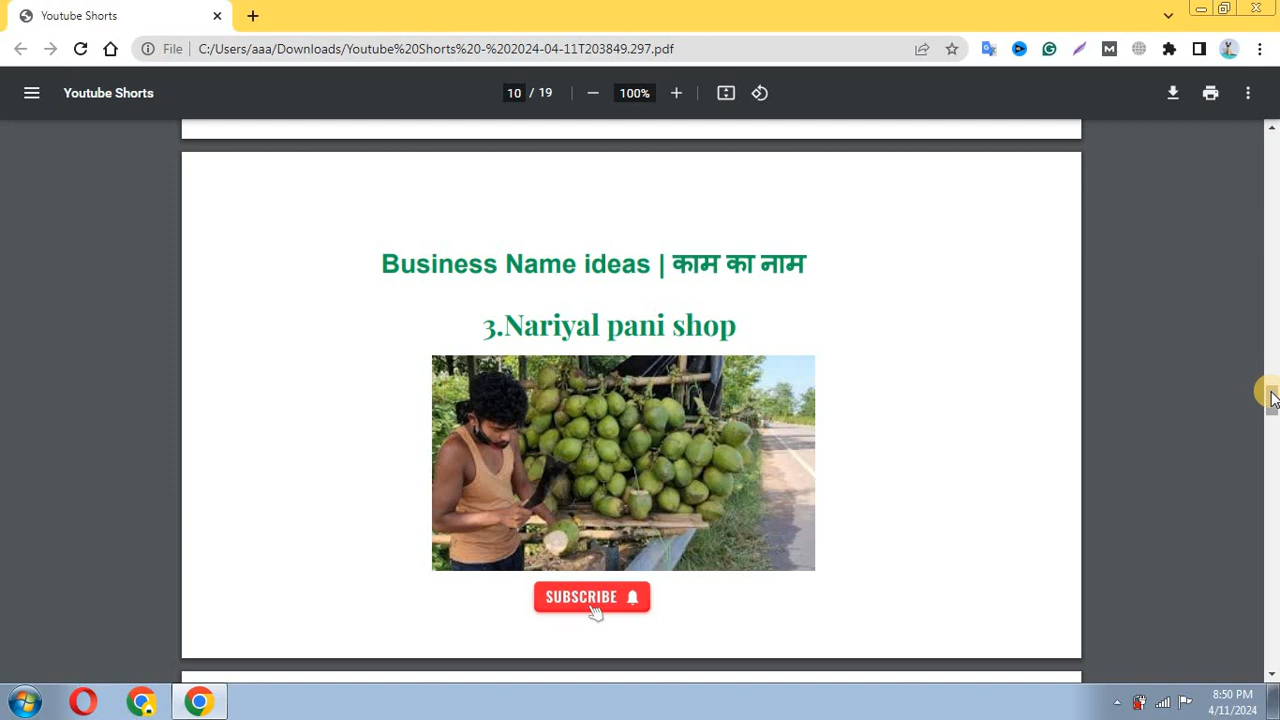 Youtube Shorts
File C:/Users/aaa/Downloads/Youtube%20Shorts%20-%202024-04-11T203849.297.pdf
Youtube Shorts 10 / 19 100%
Business Name ideas | काम का नाम
3.Nariyal pani shop
SUBSCRIBE
8:50 PM
4/11/2024